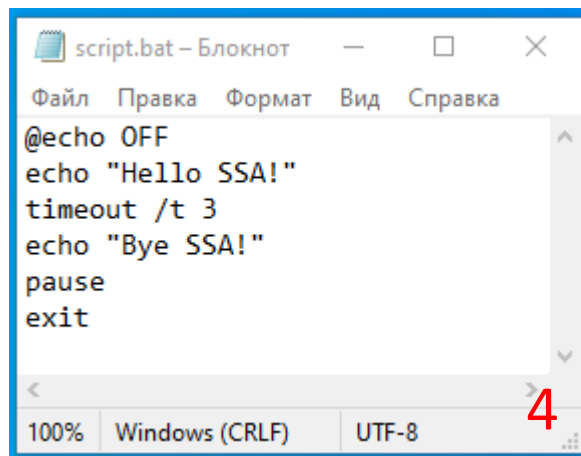 script.bat – Блокнот
Файл Правка Формат Вид Справка
@echo OFF
echo "Hello SSA!"
timeout /t 3
echo "Bye SSA!"
pause
exit
4
100% Windows (CRLF) UTF-8